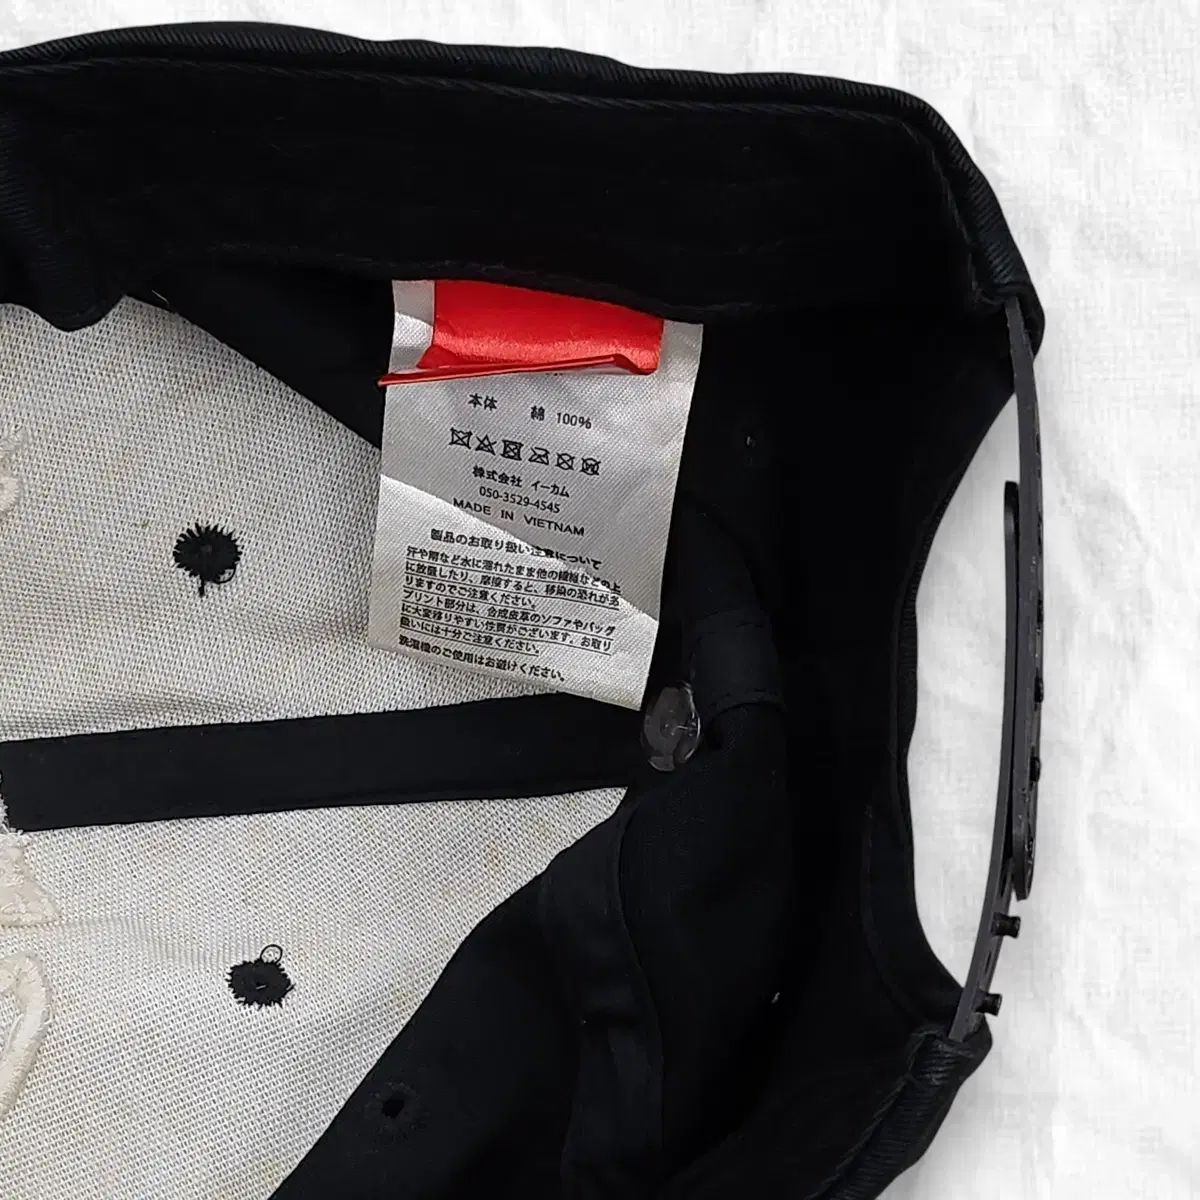 本体 綿 100%
株式会社 イーカム
050-3529-4545
MADE IN VIETNAM
製品のお取り扱い注意について
汗や雨など水に濡れたまま他の繊維などの上
に放置したり、摩擦すると、移染の恐れがあ
りますのでご注意ください。
プリント部分は、合成皮革のソファやバッグ
に大変移りやすい性質がございます。お取り
扱いには十分ご注意ください。
洗濯機のご使用はお避けください。